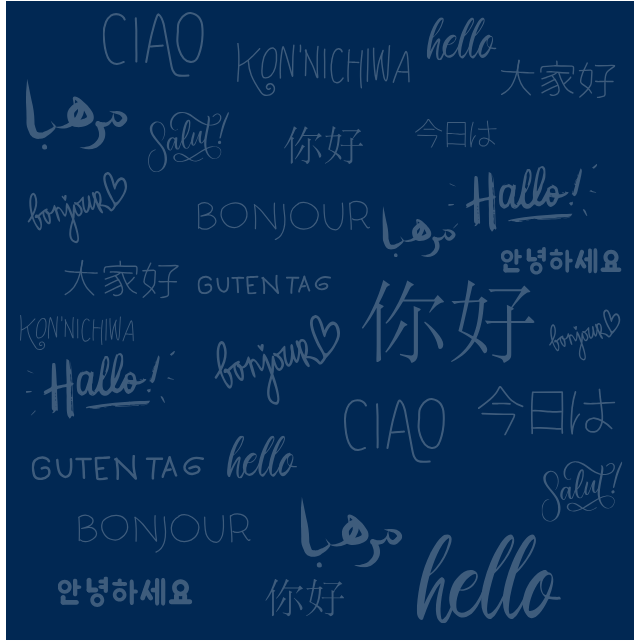 CIAO
KON'NICHIWA
hello
大家好
مرحبا
Salut!
你好
今日は
bonjour
Hallo!
BONJOUR
مرحبا
안녕하세요
大家好
GUTEN TAG
你好
KON'NICHIWA
bonjour
bonjour
Hallo!
CIAO
今日は
GUTEN TAG
hello
Salut!
BONJOUR
مرحبا
안녕하세요
你好
hello